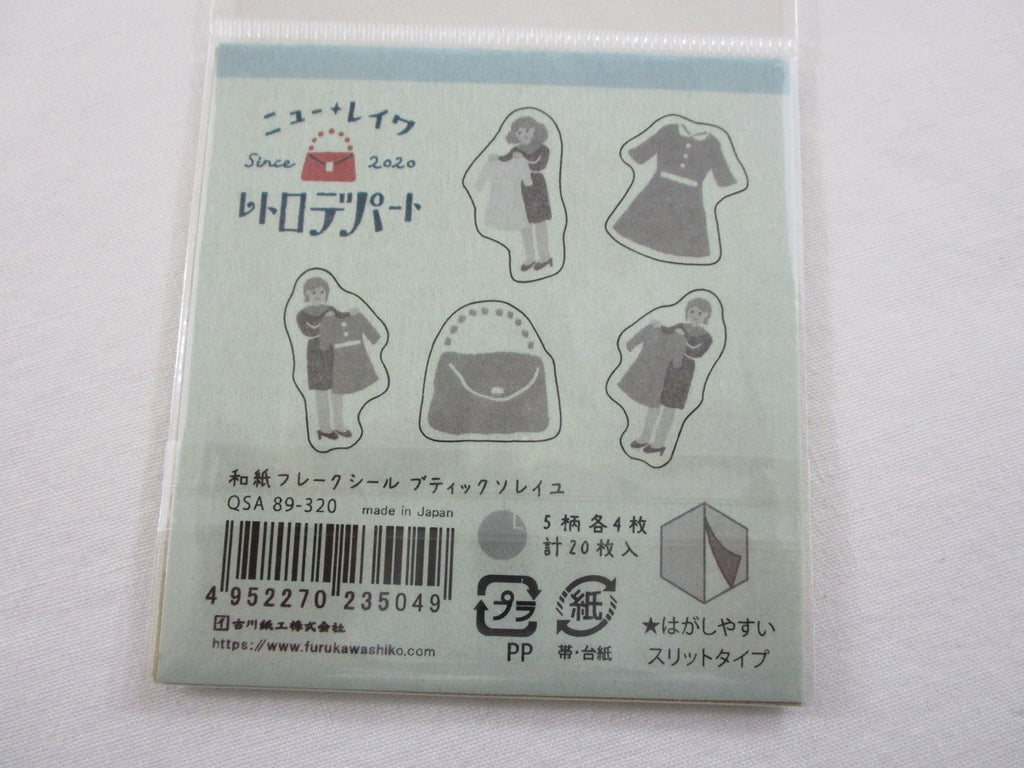 ニュー・レイワ
Since 2020
レトロデパート
和紙フレークシール ブティックソレイユ
QSA 89-320 made in Japan
5柄各4枚
計20枚入
4 952270 235049
古川紙工株式会社
https://www.furukawashiko.com
プラ
PP
紙
帯・台紙
★はがしやすい
スリットタイプ